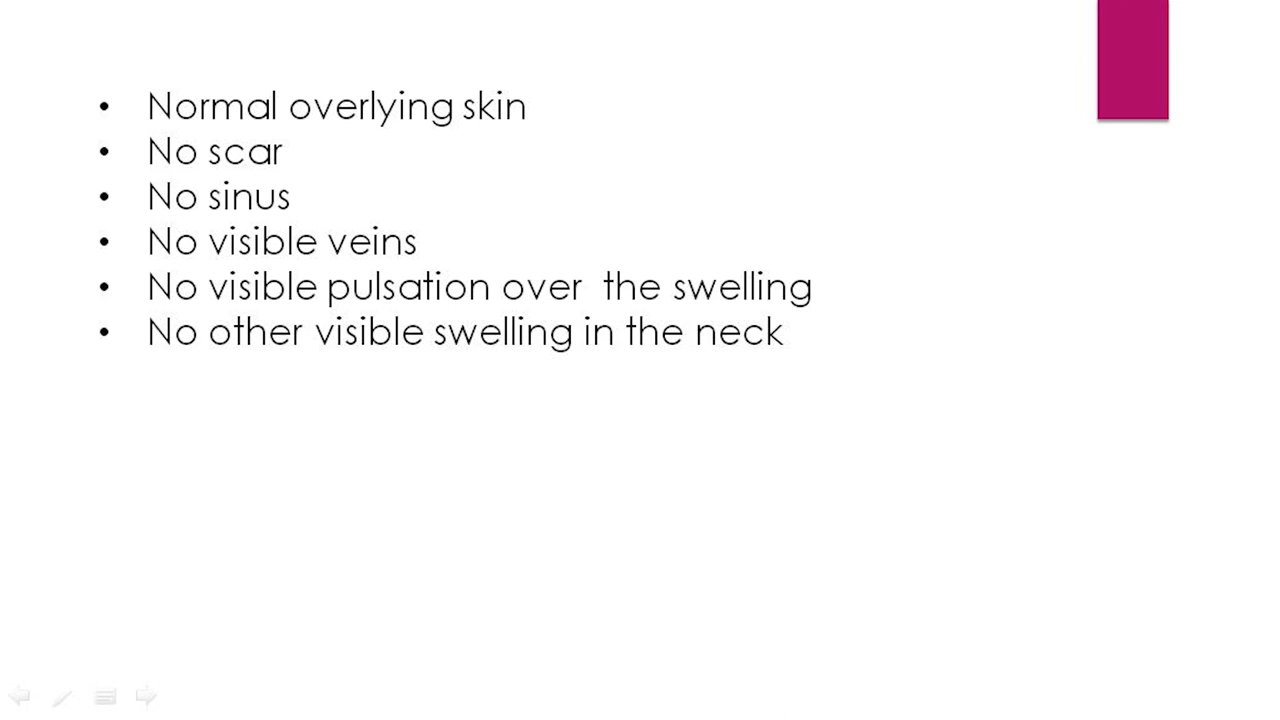 • Normal overlying skin
• No scar
• No sinus
• No visible veins
• No visible pulsation over  the swelling
• No other visible swelling in the neck